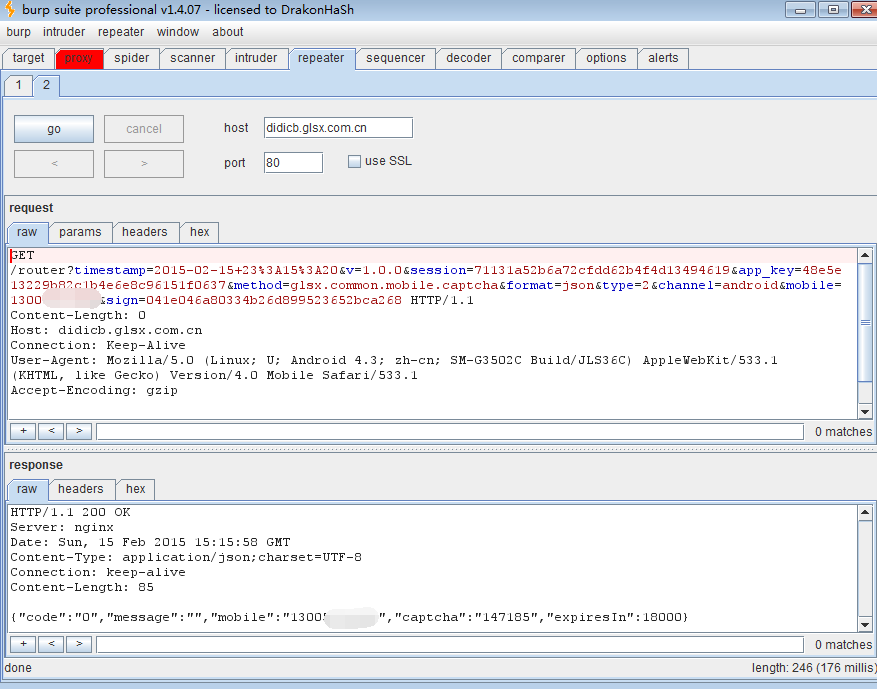 burp suite professional v1.4.07 - licensed to DrakonHaSh
burp intruder repeater window about
target proxy spider scanner intruder repeater sequencer decoder comparer options alerts
1 2
go cancel host didicb.glsx.com.cn
< > port 80 use SSL
request
raw params headers hex
GET
/router?timestamp=2015-02-15+23%3A15%3A20&v=1.0.0&session=71131a52b6a72cfdd62b4f4d13494619&app_key=48e5e
13229b82c1b4e6e8c96151f0637&method=glsx.common.mobile.captcha&format=json&type=2&channel=android&mobile=
1300 &sign=041e046a80334b26d899523652bca268 HTTP/1.1
Content-Length: 0
Host: didicb.glsx.com.cn
Connection: Keep-Alive
User-Agent: Mozilla/5.0 (Linux; U; Android 4.3; zh-cn; SM-G3502C Build/JLS36C) AppleWebKit/533.1
(KHTML, like Gecko) Version/4.0 Mobile Safari/533.1
Accept-Encoding: gzip
+ < > 0 matches
response
raw headers hex
HTTP/1.1 200 OK
Server: nginx
Date: Sun, 15 Feb 2015 15:15:58 GMT
Content-Type: application/json;charset=UTF-8
Connection: keep-alive
Content-Length: 85
{"code":"0","message":"","mobile":"1300 ","captcha":"147185","expiresIn":18000}
+ < > 0 matches
done length: 246 (176 millis)